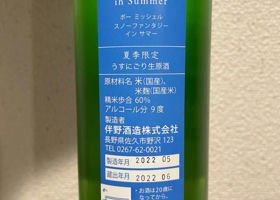 in Summer
ボー ミッシェル
スノーファンタジー
イン サマー
夏季限定
うすにごり生原酒
原材料名 米(国産)、
米麹(国産米)
精米歩合 60%
アルコール分 9度
製造者
伴野酒造株式会社
長野県佐久市野沢 123
TEL 0267-62-0021
製造年月 2022 05
蔵出年月 2022 06
・お酒は20歳に
なってから。